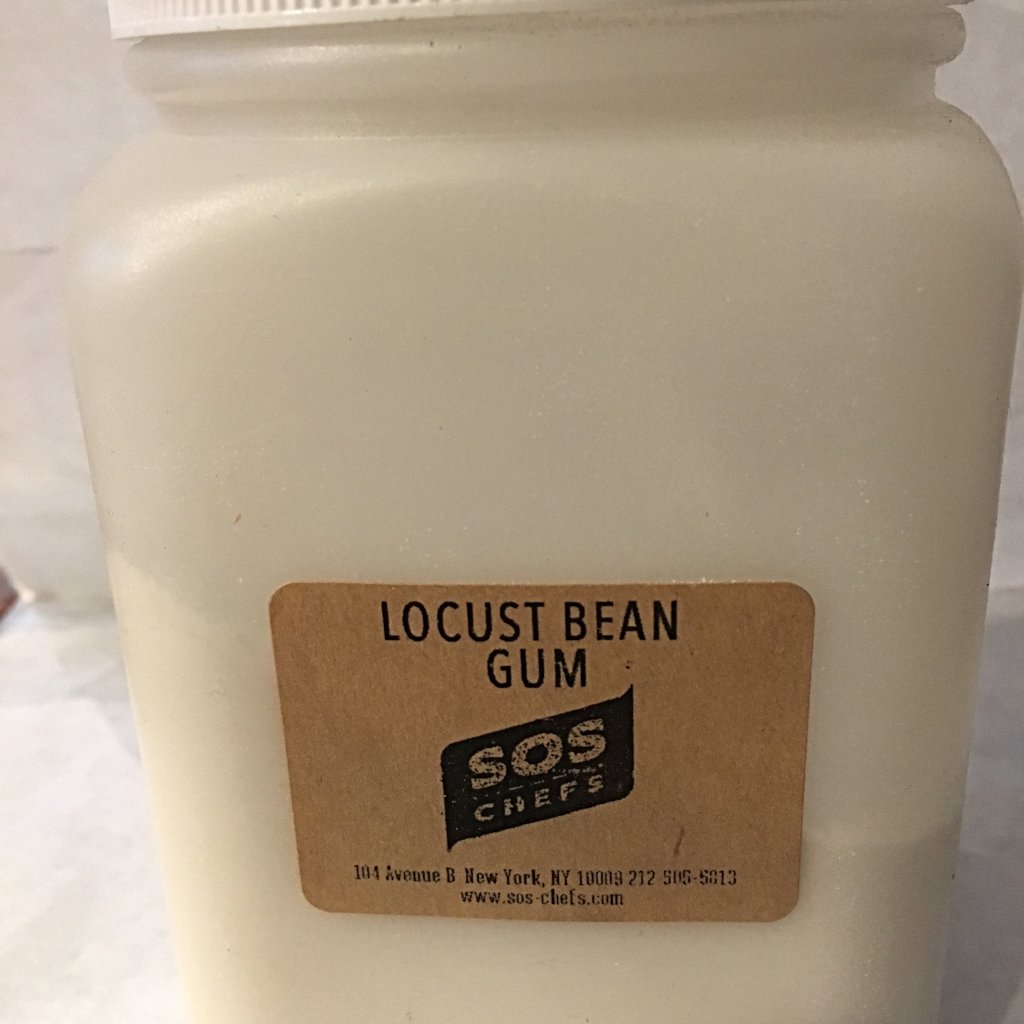 LOCUST BEAN
GUM
SOS
CHEFS
104 Avenue B New York, NY 10009 212-505-5813
www.sos-chefs.com